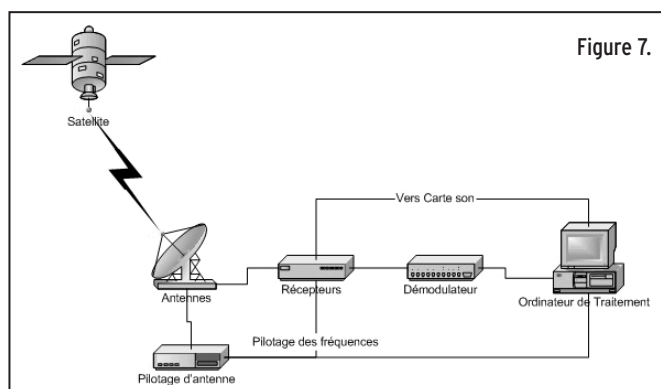 Figure 7.
Satellite
Vers Carte son
Antennes
Récepteurs
Démodulateur
Ordinateur de Traitement
Pilotage des fréquences
Pilotage d'antenne